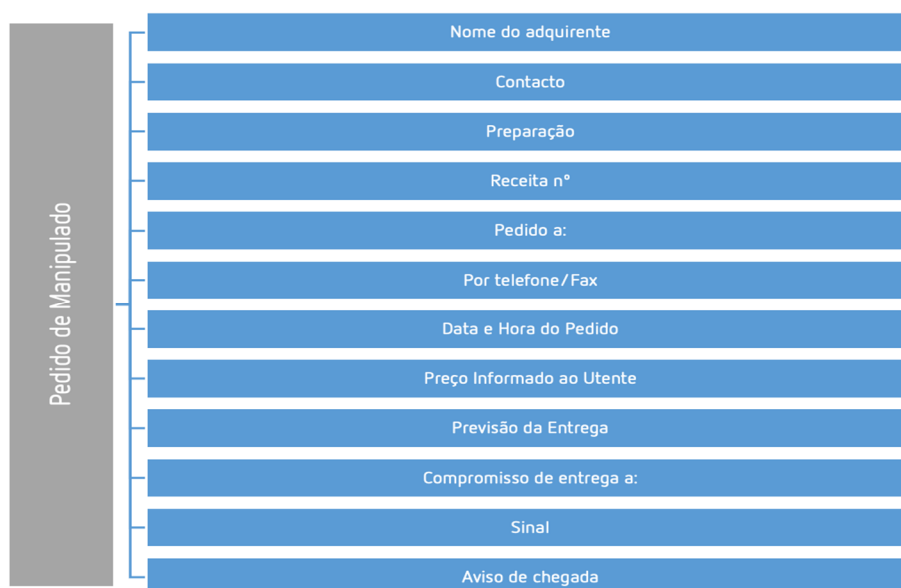 Pedido de Manipulado
Nome do adquirente
Contacto
Preparação
Receita nº
Pedido a:
Por telefone/Fax
Data e Hora do Pedido
Preço Informado ao Utente
Previsão da Entrega
Compromisso de entrega a:
Sinal
Aviso de chegada